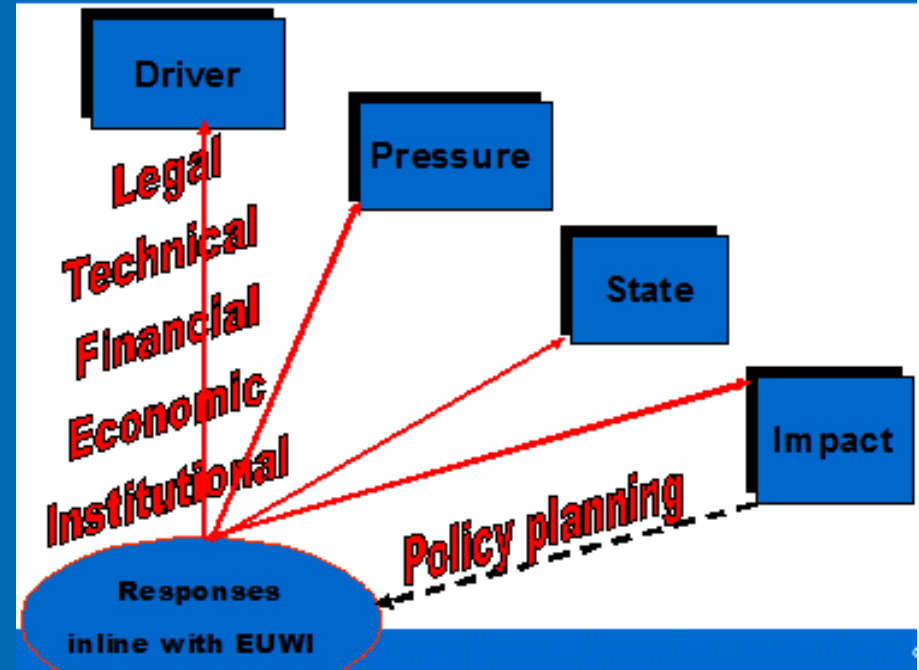 Driver
Pressure
State
Impact
Legal
Technical
Financial
Economic
Institutional
Policy planning
Responses
inline with EUWI